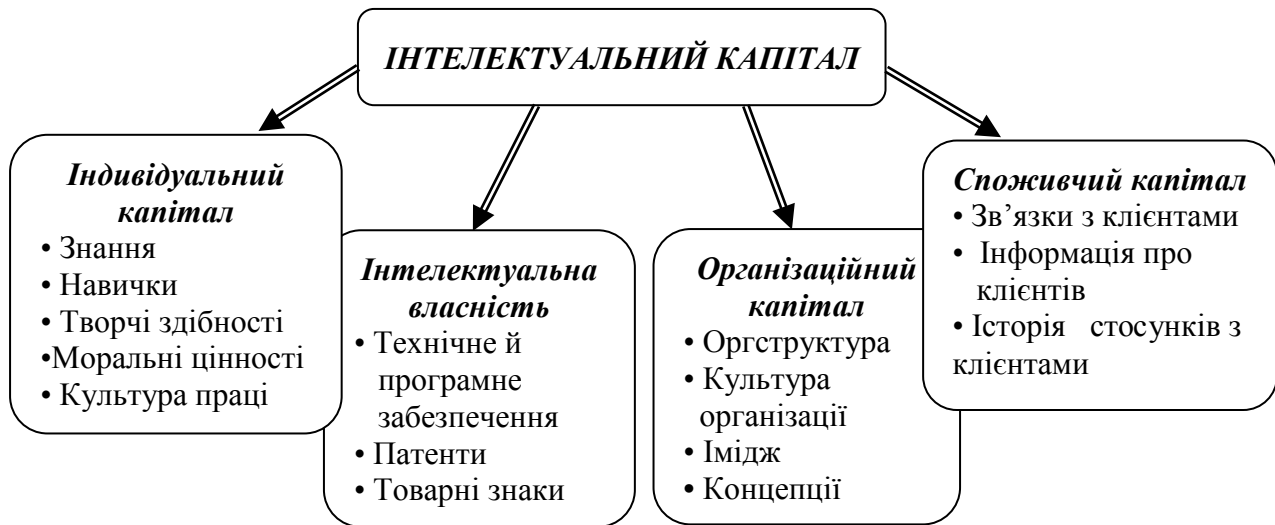 ІНТЕЛЕКТУАЛЬНИЙ КАПІТАЛ
Індивідуальний
капітал
• Знання
• Навички
• Творчі здібності
•Моральні цінності
• Культура праці
Інтелектуальна
власність
• Технічне й
програмне
забезпечення
• Патенти
• Товарні знаки
Організаційний
капітал
• Оргструктура
• Культура
організації
• Імідж
• Концепції
Споживчий капітал
• Зв’язки з клієнтами
• Інформація про
клієнтів
• Історія стосунків з
клієнтами